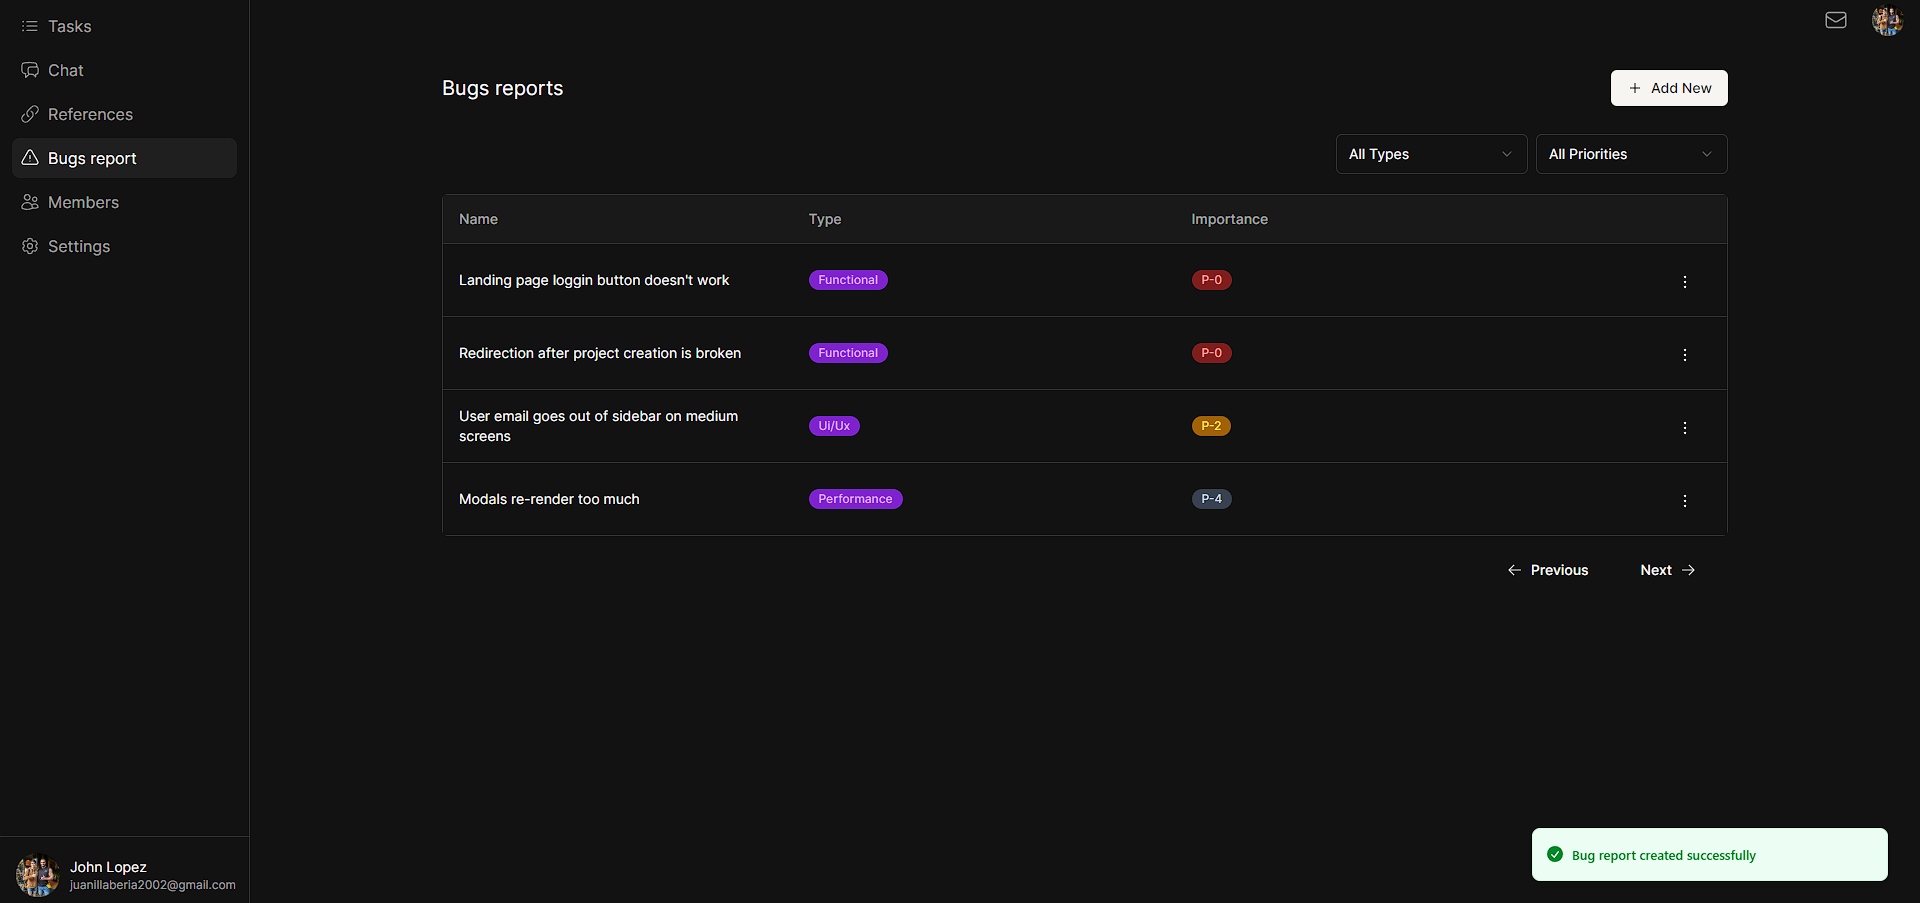 Tasks
Chat
References
Bugs report
Members
Settings
Bugs reports
Add New
All Types
All Priorities
Name Type Importance
Landing page loggin button doesn't work Functional P-0
Redirection after project creation is broken Functional P-0
User email goes out of sidebar on medium
screens
Ui/Ux P-2
Modals re-render too much Performance P-4
Previous Next
John Lopez
juanillaberia2002@gmail.com
Bug report created successfully